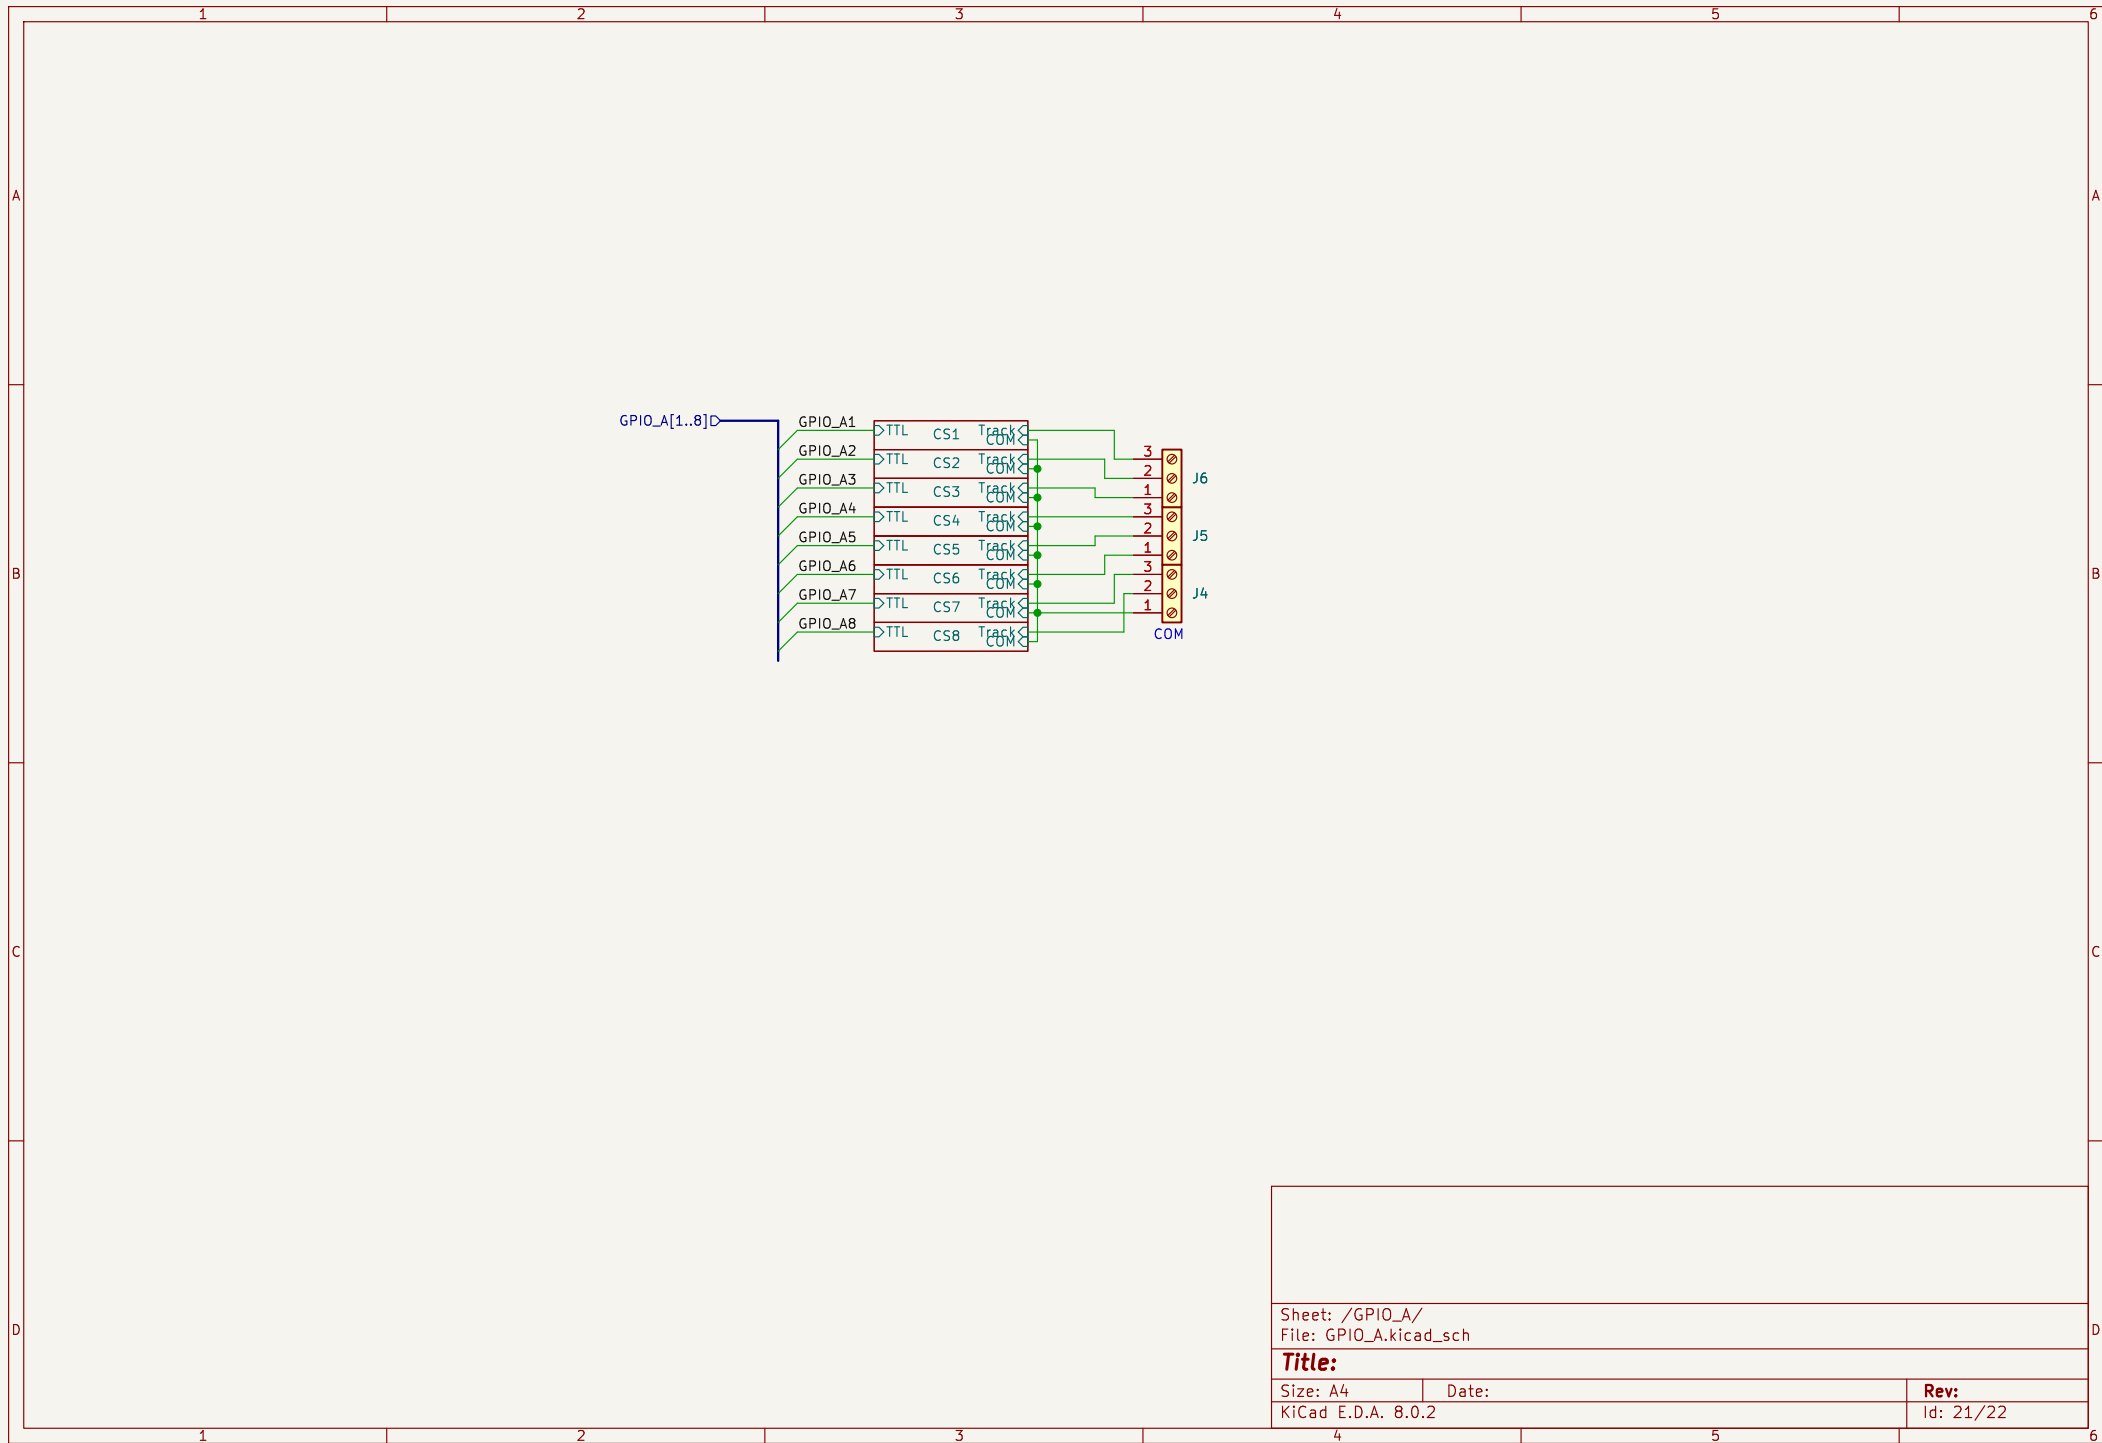 1 2 3 4 5 6
A A
GPIO_A[1..8]
GPIO_A1 TTL CS1 Track COM
GPIO_A2 TTL CS2 Track COM
GPIO_A3 TTL CS3 Track COM
GPIO_A4 TTL CS4 Track COM
GPIO_A5 TTL CS5 Track COM
GPIO_A6 TTL CS6 Track COM
GPIO_A7 TTL CS7 Track COM
GPIO_A8 TTL CS8 Track COM
3
2 J6
1
3
2 J5
1
3
2 J4
1
COM
B B
C C
D D
Sheet: /GPIO_A/
File: GPIO_A.kicad_sch
Title:
Size: A4 Date: Rev:
KiCad E.D.A. 8.0.2 Id: 21/22
1 2 3 4 5 6